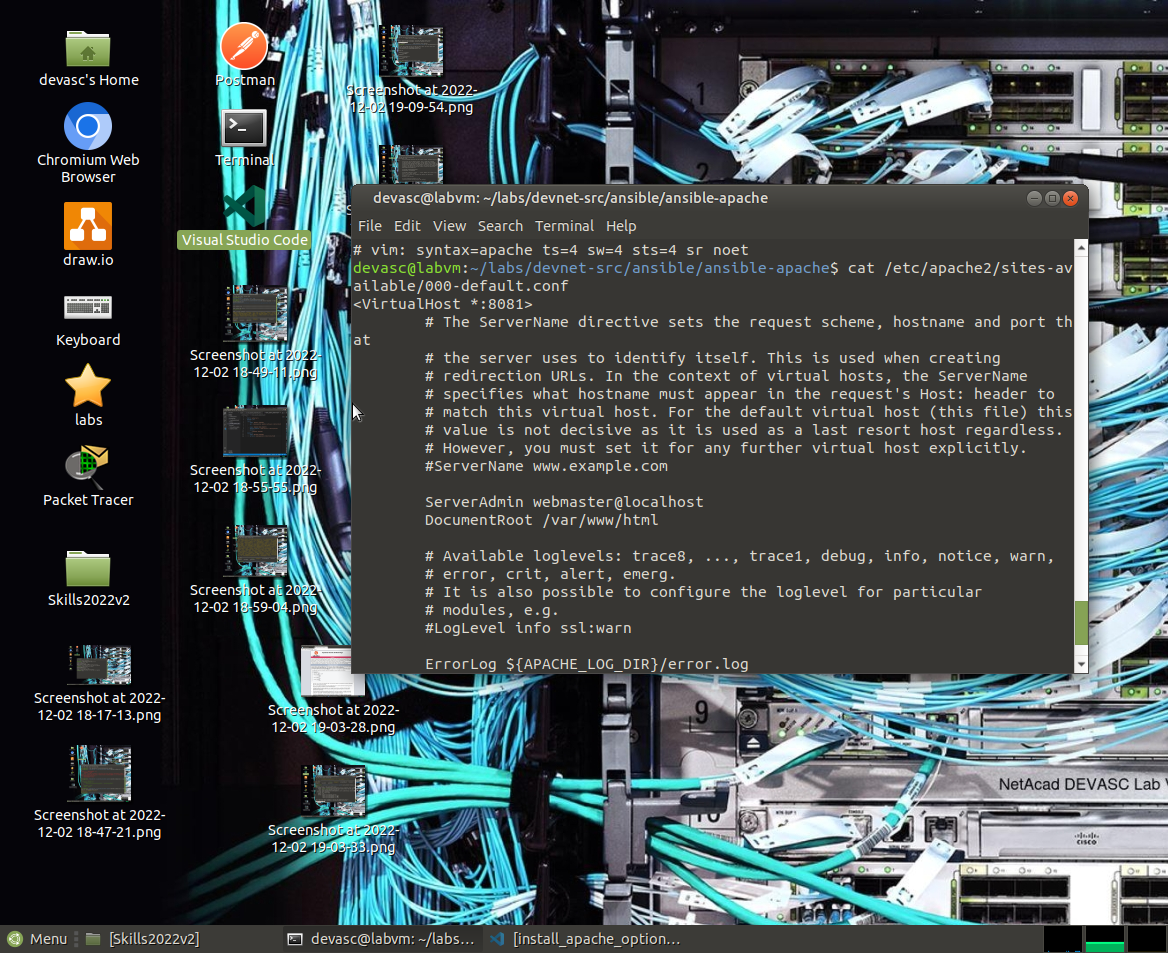 devasc's Home
Postman
Screenshot at 2022-
12-02 19-09-54.png
Chromium Web
Browser
Terminal
draw.io
Visual Studio Code
Keyboard
Screenshot at 2022-
12-02 18-49-11.png
labs
Screenshot at 2022-
12-02 18-55-55.png
Packet Tracer
Skills2022v2
Screenshot at 2022-
12-02 18-59-04.png
Screenshot at 2022-
12-02 18-17-13.png
Screenshot at 2022-
12-02 19-03-28.png
Screenshot at 2022-
12-02 18-47-21.png
Screenshot at 2022-
12-02 19-03-33.png
devasc@labvm: ~/labs/devnet-src/ansible/ansible-apache
File Edit View Search Terminal Help
# vim: syntax=apache ts=4 sw=4 sts=4 sr noet
devasc@labvm:~/labs/devnet-src/ansible/ansible-apache$ cat /etc/apache2/sites-av
ailable/000-default.conf
<VirtualHost *:8081>
# The ServerName directive sets the request scheme, hostname and port th
at
# the server uses to identify itself. This is used when creating
# redirection URLs. In the context of virtual hosts, the ServerName
# specifies what hostname must appear in the request's Host: header to
# match this virtual host. For the default virtual host (this file) this
# value is not decisive as it is used as a last resort host regardless.
# However, you must set it for any further virtual host explicitly.
#ServerName www.example.com
ServerAdmin webmaster@localhost
DocumentRoot /var/www/html
# Available loglevels: trace8, ..., trace1, debug, info, notice, warn,
# error, crit, alert, emerg.
# It is also possible to configure the loglevel for particular
# modules, e.g.
#LogLevel info ssl:warn
ErrorLog ${APACHE_LOG_DIR}/error.log
1
2
9
10
NetAcad DEVASC Lab V
CISCO
Menu
[Skills2022v2]
devasc@labvm: ~/labs...
[install_apache_option...